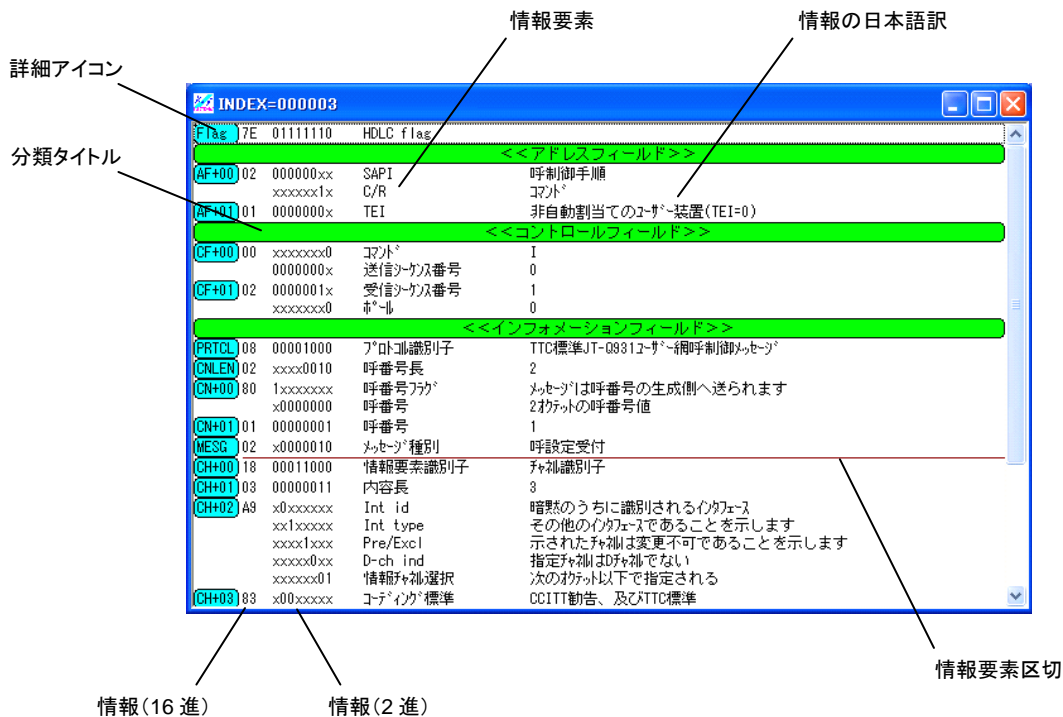 情報要素
情報の日本語訳
詳細アイコン
分類タイトル
INDEX=000003
Flag 7E 01111110 HDLC flag
<<アドレスフィールド>>
AF+00 02 000000xx SAPI 呼制御手順
xxxxxx1x C/R ｺﾏﾝﾄﾞ
AF+01 01 0000000x TEI 非自動割当てのﾕｰｻﾞｰ装置(TEI=0)
<<コントロールフィールド>>
CF+00 00 xxxxxxx0 ｺﾏﾝﾄﾞ I
0000000x 送信ｼｰｹﾝｽ番号 0
CF+01 02 0000001x 受信ｼｰｹﾝｽ番号 1
xxxxxxx0 ﾎﾟｰﾙ 0
<<インフォメーションフィールド>>
PRTCL 08 00001000 ﾌﾟﾛﾄｺﾙ識別子 TTC標準JT-Q931ﾕｰｻﾞｰ網呼制御ﾒｯｾｰｼﾞ
CNLEN 02 xxxx0010 呼番号長 2
CN+00 80 1xxxxxxx 呼番号ﾌﾗｸﾞ ﾒｯｾｰｼﾞは呼番号の生成側へ送られます
x0000000 呼番号 2ｵｸﾃｯﾄの呼番号値
CN+01 01 00000001 呼番号 1
MESG 02 x0000010 ﾒｯｾｰｼﾞ種別 呼設定受付
CH+00 18 00011000 情報要素識別子 ﾁｬﾈﾙ識別子
CH+01 03 00000011 内容長 3
CH+02 A9 x0xxxxxx Int id 暗黙のうちに識別されるｲﾝﾀﾌｪｰｽ
xx1xxxxx Int type その他のｲﾝﾀﾌｪｰｽであることを示します
xxxx1xxx Pre/Excl 示されたﾁｬﾈﾙは変更不可であることを示します
xxxxx0xx D-ch ind 指定ﾁｬﾈﾙはDﾁｬﾈﾙでない
xxxxxx01 情報ﾁｬﾈﾙ選択 次のｵｸﾃｯﾄ以下で指定される
CH+03 83 x00xxxxx ｺｰﾃﾞｨﾝｸﾞ標準 CCITT勧告、及びTTC標準
情報要素区切
情報（16 進）
情報（2 進）